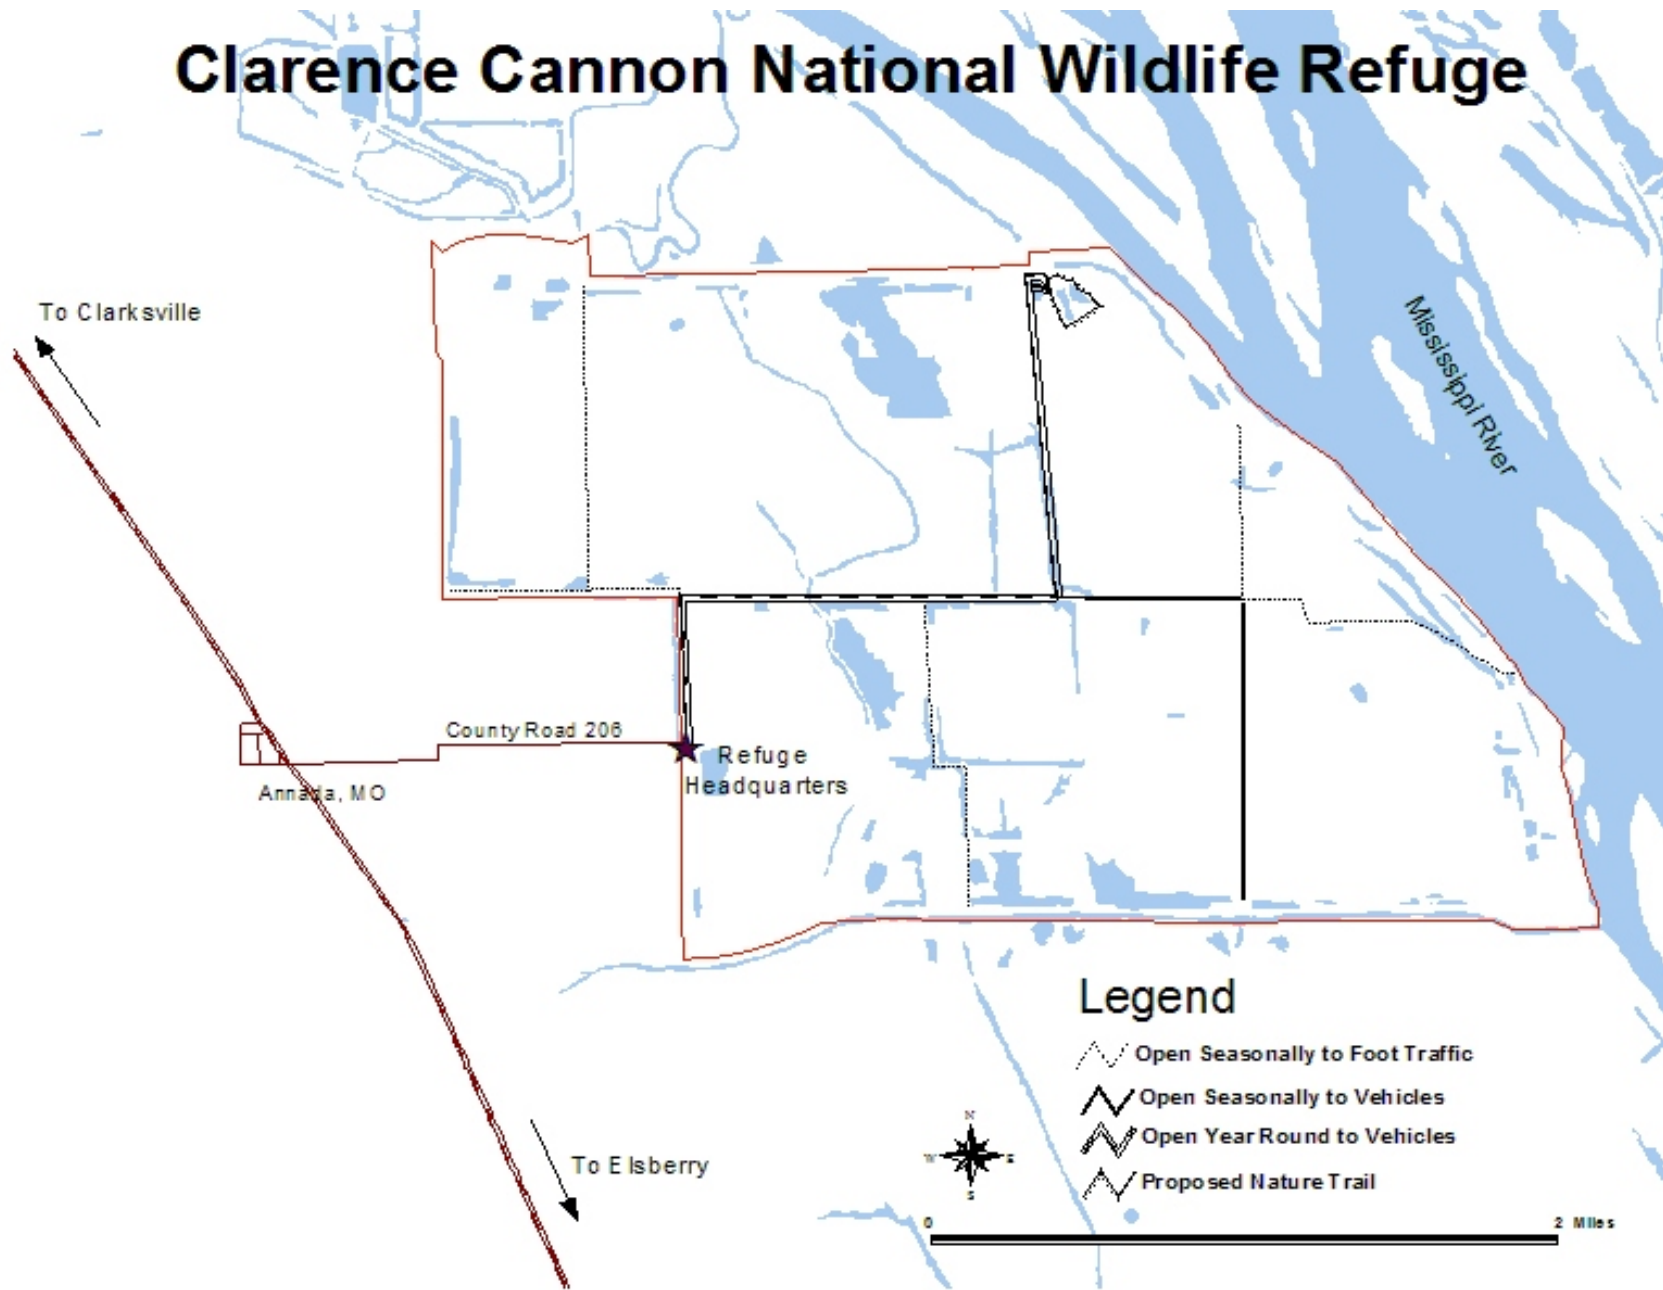 Clarence Cannon National Wildlife Refuge
To Clarksville
Mississippi River
County Road 206
Refuge
Headquarters
Annada, MO
Legend
Open Seasonally to Foot Traffic
Open Seasonally to Vehicles
Open Year Round to Vehicles
Proposed Nature Trail
N
W E
S
To Elsberry
0 2 Miles